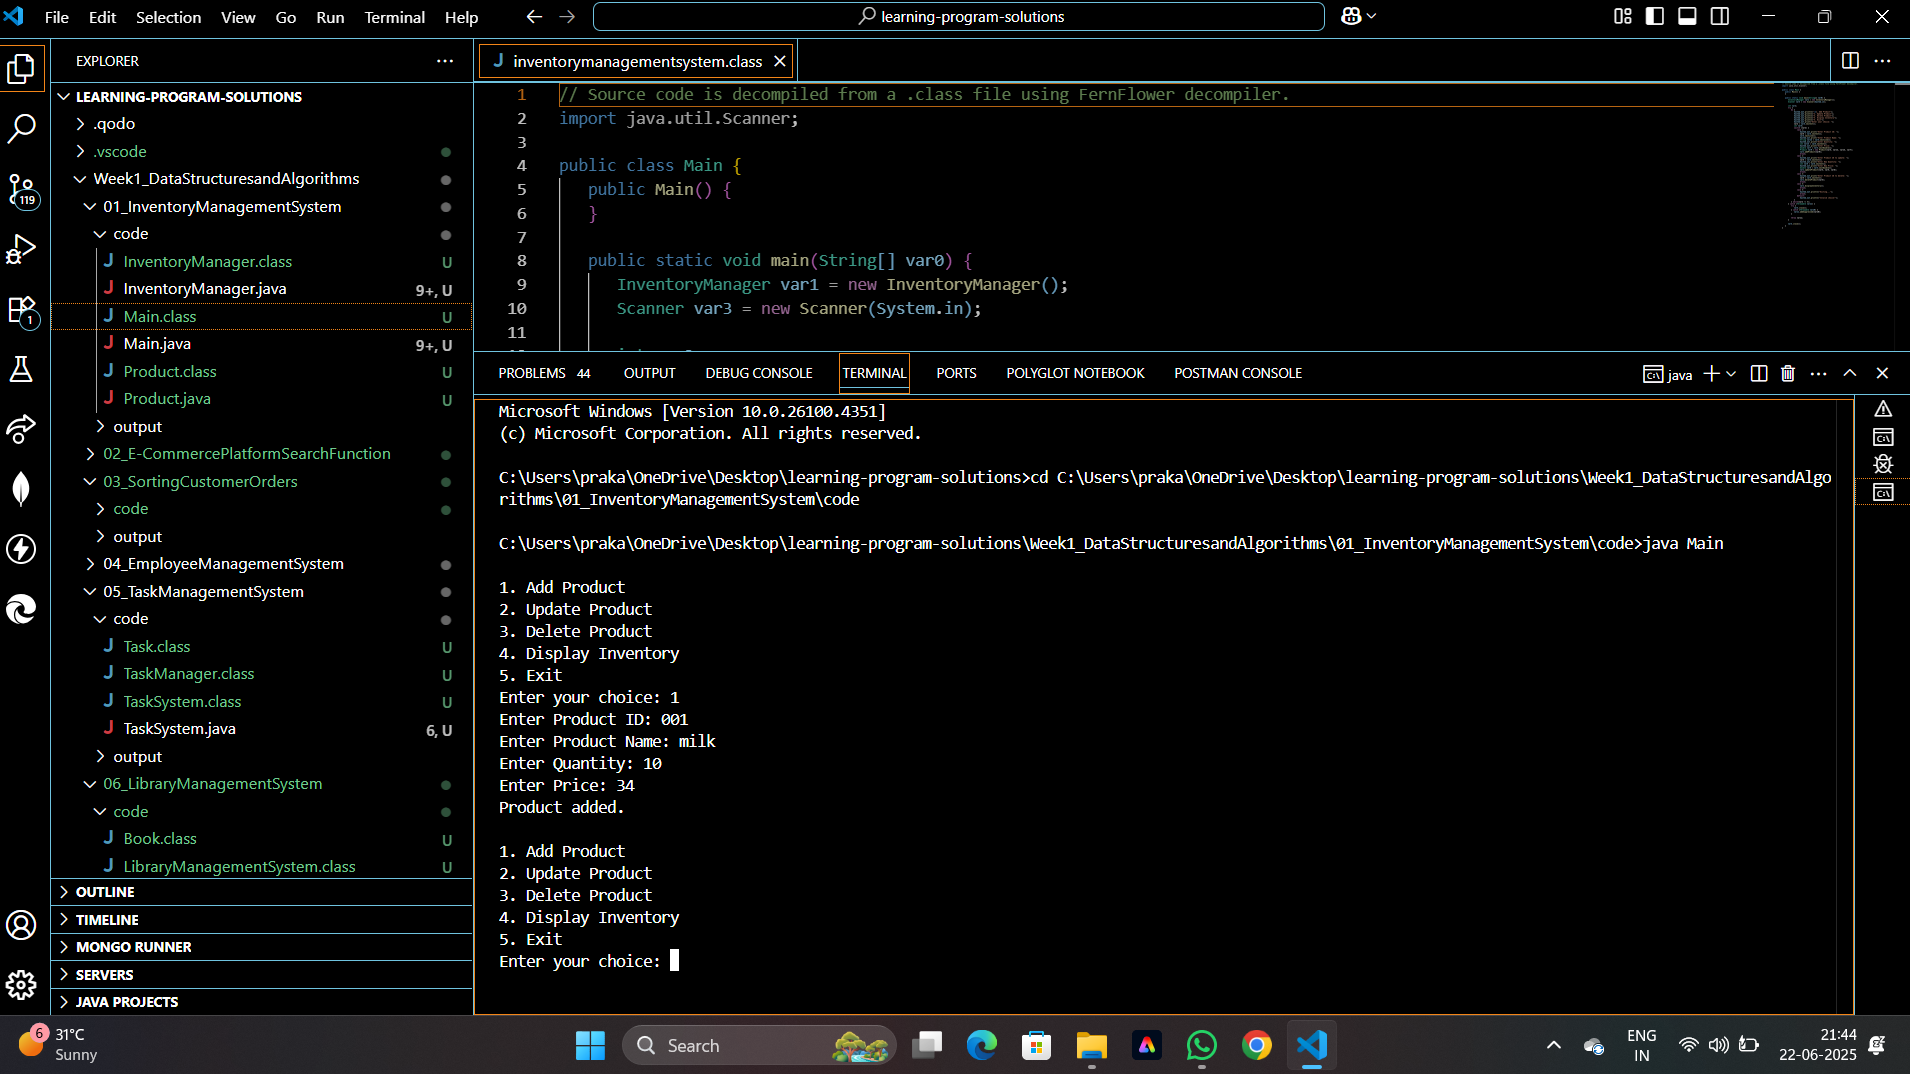 File Edit Selection View Go Run Terminal Help
learning-program-solutions
EXPLORER
LEARNING-PROGRAM-SOLUTIONS
.qodo
.vscode
Week1_DataStructuresandAlgorithms
01_InventoryManagementSystem
code
InventoryManager.class U
InventoryManager.java 9+, U
Main.class U
Main.java 9+, U
Product.class U
Product.java U
output
02_E-CommercePlatformSearchFunction
03_SortingCustomerOrders
code
output
04_EmployeeManagementSystem
05_TaskManagementSystem
code
Task.class U
TaskManager.class U
TaskSystem.class U
TaskSystem.java 6, U
output
06_LibraryManagementSystem
code
Book.class U
LibraryManagementSystem.class U
OUTLINE
TIMELINE
MONGO RUNNER
SERVERS
JAVA PROJECTS
119
1
inventorymanagementsystem.class
1 // Source code is decompiled from a .class file using FernFlower decompiler.
2 import java.util.Scanner;
3
4 public class Main {
5 public Main() {
6 }
7
8 public static void main(String[] var0) {
9 InventoryManager var1 = new InventoryManager();
10 Scanner var3 = new Scanner(System.in);
11
PROBLEMS 44 OUTPUT DEBUG CONSOLE TERMINAL PORTS POLYGLOT NOTEBOOK POSTMAN CONSOLE
java
Microsoft Windows [Version 10.0.26100.4351]
(c) Microsoft Corporation. All rights reserved.
C:\Users\praka\OneDrive\Desktop\learning-program-solutions>cd C:\Users\praka\OneDrive\Desktop\learning-program-solutions\Week1_DataStructuresandAlgo
rithms\01_InventoryManagementSystem\code
C:\Users\praka\OneDrive\Desktop\learning-program-solutions\Week1_DataStructuresandAlgorithms\01_InventoryManagementSystem\code>java Main
1. Add Product
2. Update Product
3. Delete Product
4. Display Inventory
5. Exit
Enter your choice: 1
Enter Product ID: 001
Enter Product Name: milk
Enter Quantity: 10
Enter Price: 34
Product added.
1. Add Product
2. Update Product
3. Delete Product
4. Display Inventory
5. Exit
Enter your choice:
6
31°C
Sunny
Search
ENG
IN
21:44
22-06-2025